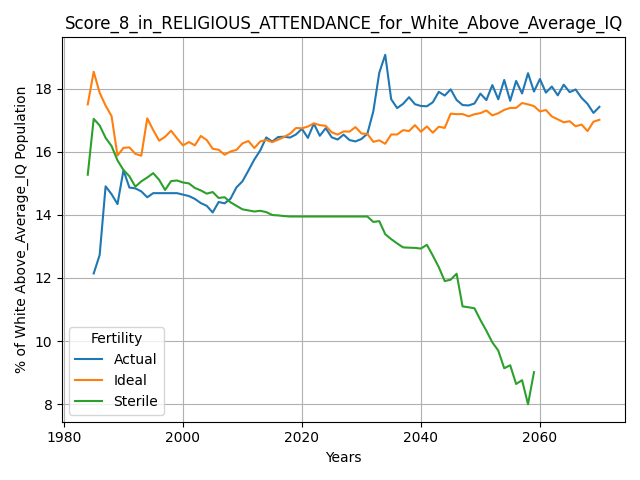 Score_8_in_RELIGIOUS_ATTENDANCE_for_White_Above_Average_IQ
% of White Above_Average_IQ Population
18
16
14
12
10
8
Fertility
Actual
Ideal
Sterile
1980
2000
2020
2040
2060
Years